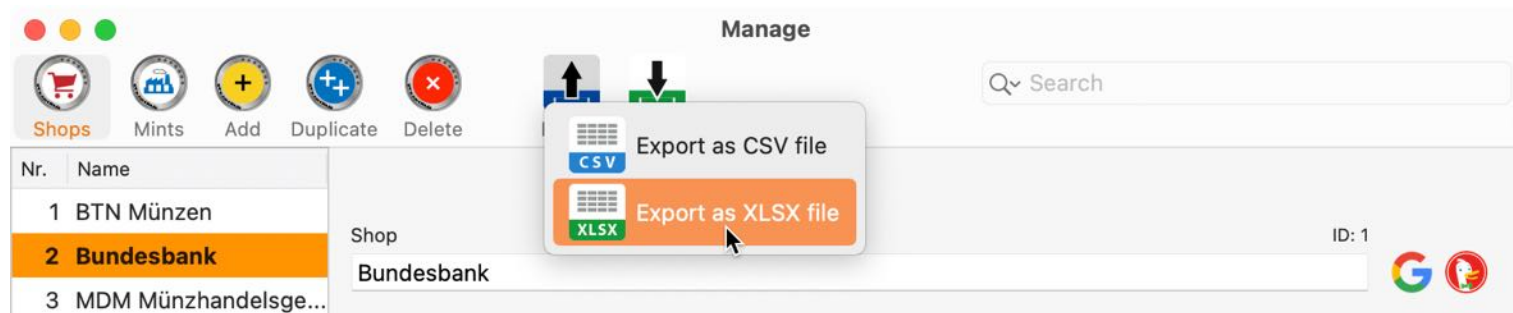 Manage
Search
Shops Mints Add Duplicate Delete
CSV Export as CSV file
XLSX Export as XLSX file
Nr. Name
1 BTN Münzen
2 Bundesbank
3 MDM Münzhandelsge...
Shop ID: 1
Bundesbank